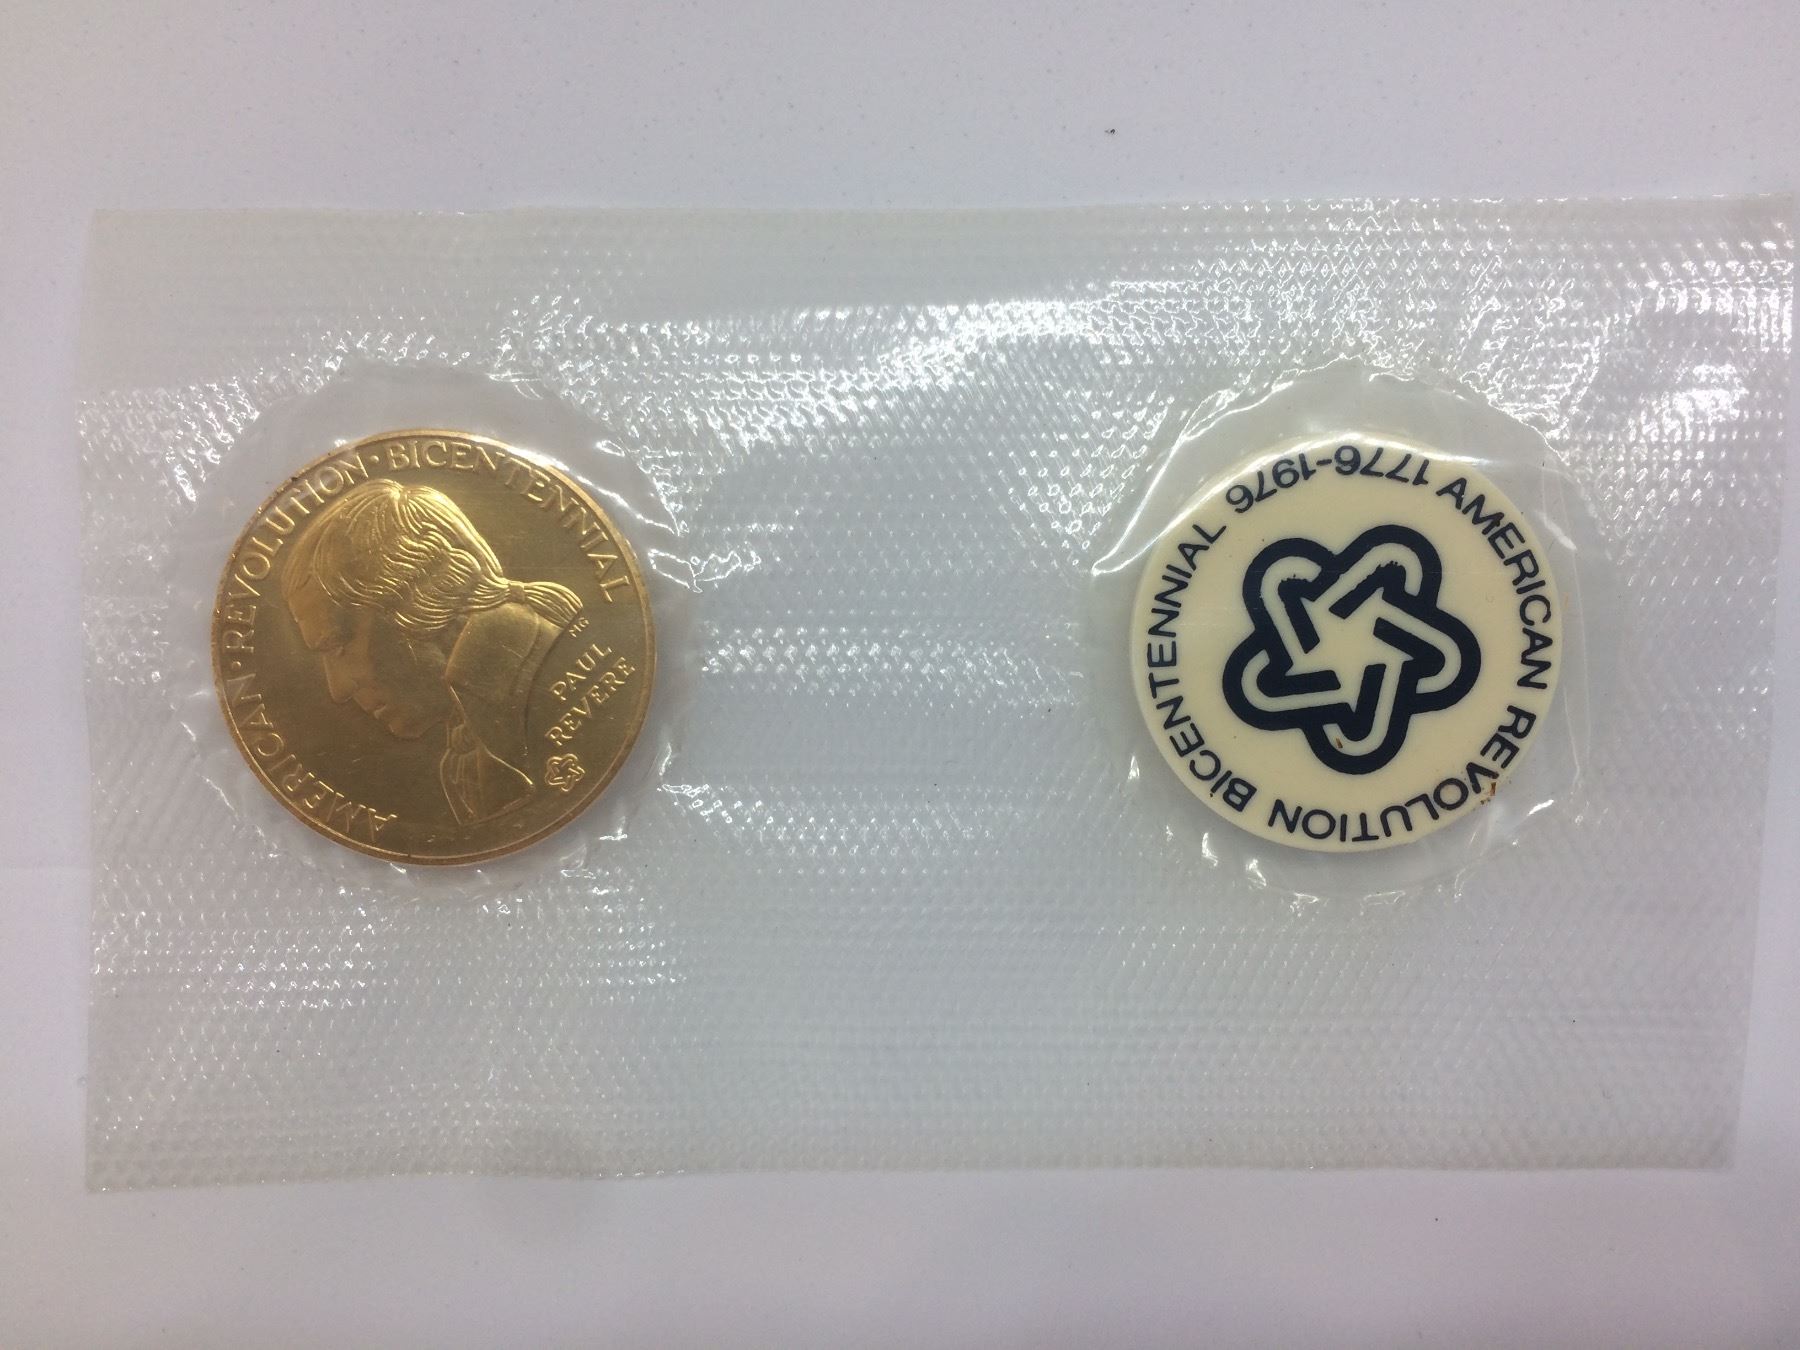 AMERICAN·REVOLUTION·BICENTENNIAL
MG
PAUL
REVERE
1776-1976
AMERICAN REVOLUTION BICENTENNIAL